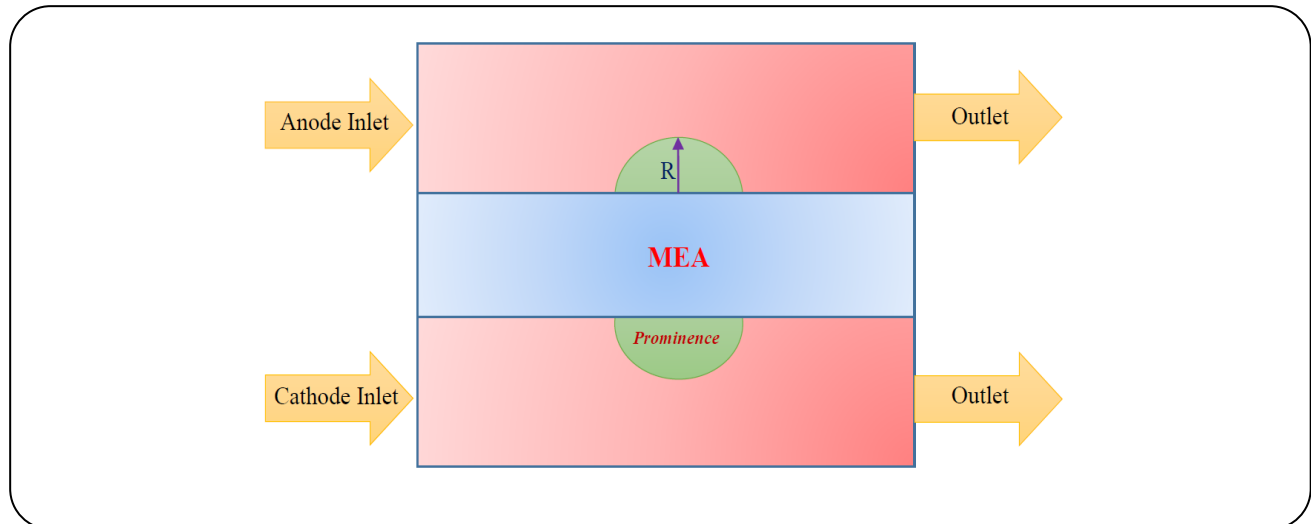 Anode Inlet
Outlet
R
MEA
Prominence
Cathode Inlet
Outlet